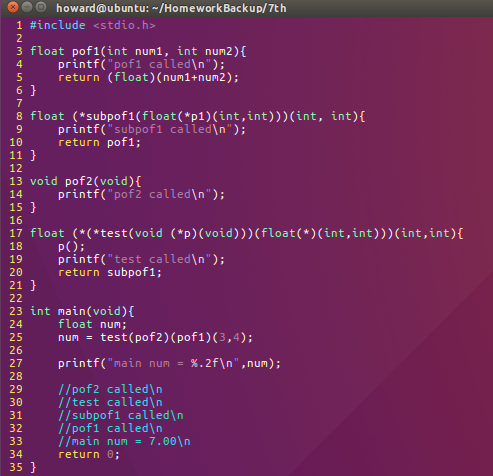 howard@ubuntu: ~/HomeworkBackup/7th
1 #include <stdio.h>
2
3 float pof1(int num1, int num2){
4     printf("pof1 called\n");
5     return (float)(num1+num2);
6 }
7
8 float (*subpof1(float(*p1)(int,int)))(int, int){
9     printf("subpof1 called\n");
10     return pof1;
11 }
12
13 void pof2(void){
14     printf("pof2 called\n");
15 }
16
17 float (*(*test(void (*p)(void)))(float(*)(int,int)))(int,int){
18     p();
19     printf("test called\n");
20     return subpof1;
21 }
22
23 int main(void){
24     float num;
25     num = test(pof2)(pof1)(3,4);
26
27     printf("main num = %.2f\n",num);
28
29     //pof2 called\n
30     //test called\n
31     //subpof1 called\n
32     //pof1 called\n
33     //main num = 7.00\n
34     return 0;
35 }